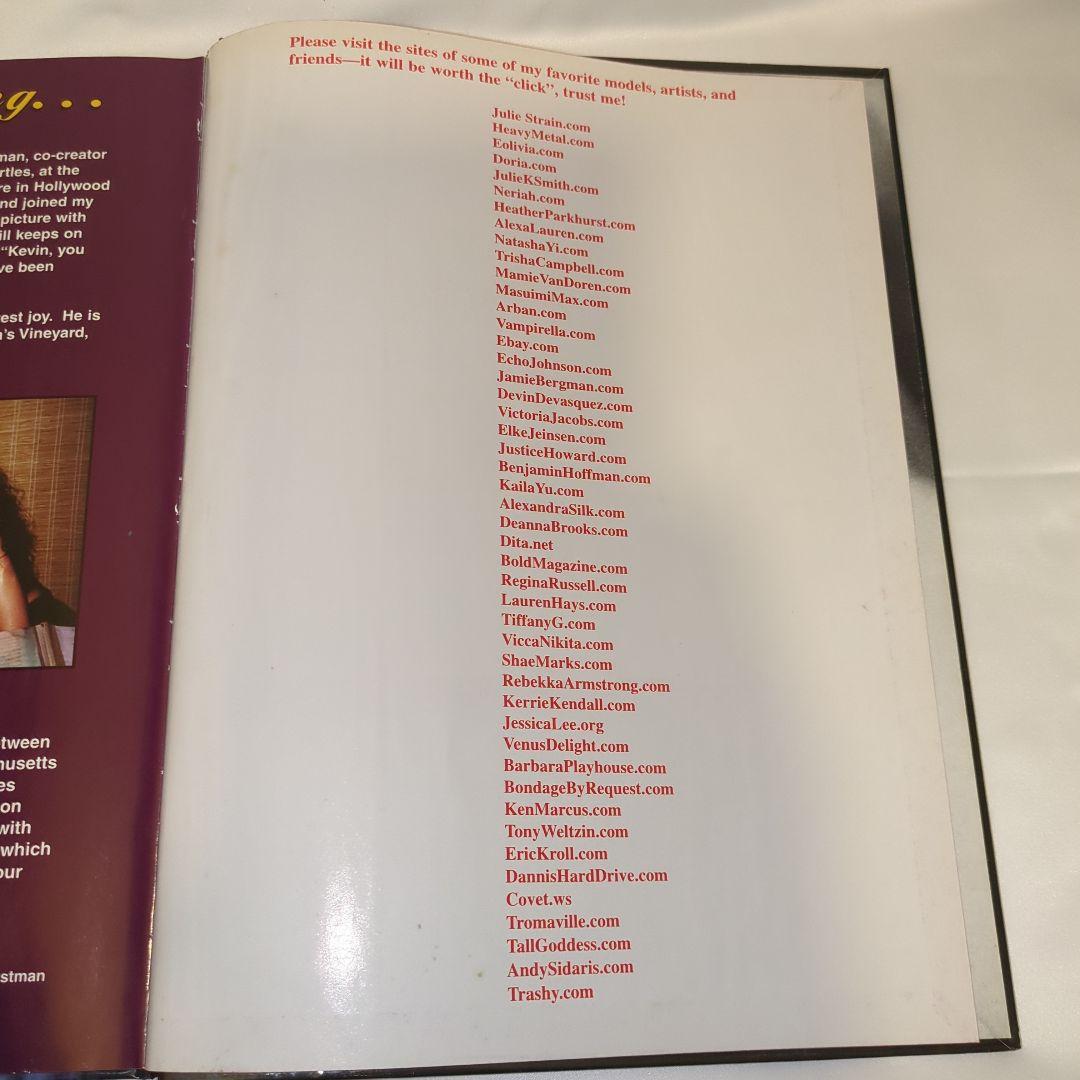 g...
man, co-creator
rtles, at the
re in Hollywood
nd joined my
picture with
ill keeps on
"Kevin, you
ve been
est joy. He is
's Vineyard,
tween
usetts
es
on
with
which
our
stman
Please visit the sites of some of my favorite models, artists, and
friends—it will be worth the "click", trust me!
Julie Strain.com
HeavyMetal.com
Eolivia.com
Doria.com
JulieKSmith.com
Neriah.com
HeatherParkhurst.com
AlexaLauren.com
NatashaYi.com
TrishaCampbell.com
MamieVanDoren.com
MasuimiMax.com
Arban.com
Vampirella.com
Ebay.com
EchoJohnson.com
JamieBergman.com
DevinDevasquez.com
VictoriaJacobs.com
ElkeJeinsen.com
JusticeHoward.com
BenjaminHoffman.com
KailaYu.com
AlexandraSilk.com
DeannaBrooks.com
Dita.net
BoldMagazine.com
ReginaRussell.com
LaurenHays.com
TiffanyG.com
ViccaNikita.com
ShaeMarks.com
RebekkaArmstrong.com
KerrieKendall.com
JessicaLee.org
VenusDelight.com
BarbaraPlayhouse.com
BondageByRequest.com
KenMarcus.com
TonyWeltzin.com
EricKroll.com
DannisHardDrive.com
Covet.ws
Tromaville.com
TallGoddess.com
AndySidaris.com
Trashy.com